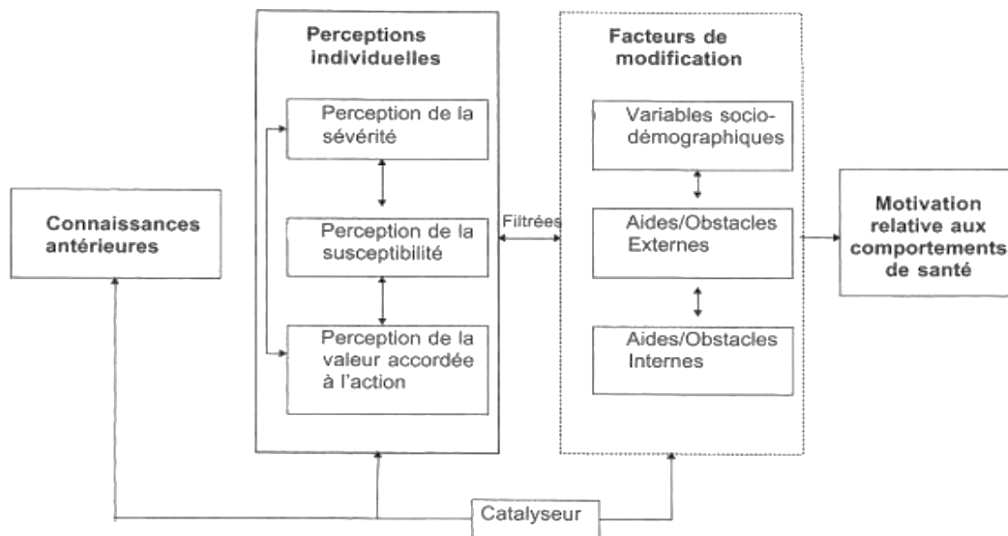 Perceptions
individuelles
Facteurs de
modification
Perception de la
sévérité
Variables socio-
démographiques
Connaissances
antérieures
Perception de la
susceptibilité
Filtrées
Aides/Obstacles
Externes
Motivation
relative aux
comportements
de santé
Perception de la
valeur accordée
à l'action
Aides/Obstacles
Internes
Catalyseur